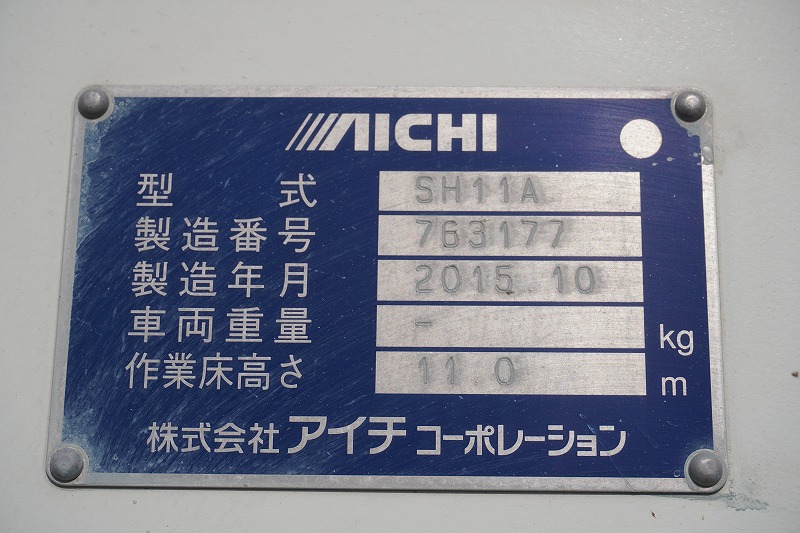 AICHI
型式 SH11A
製造番号 763177
製造年月 2015.10
車両重量 - kg
作業床高さ 11.0 m
株式会社アイチコーポレーション